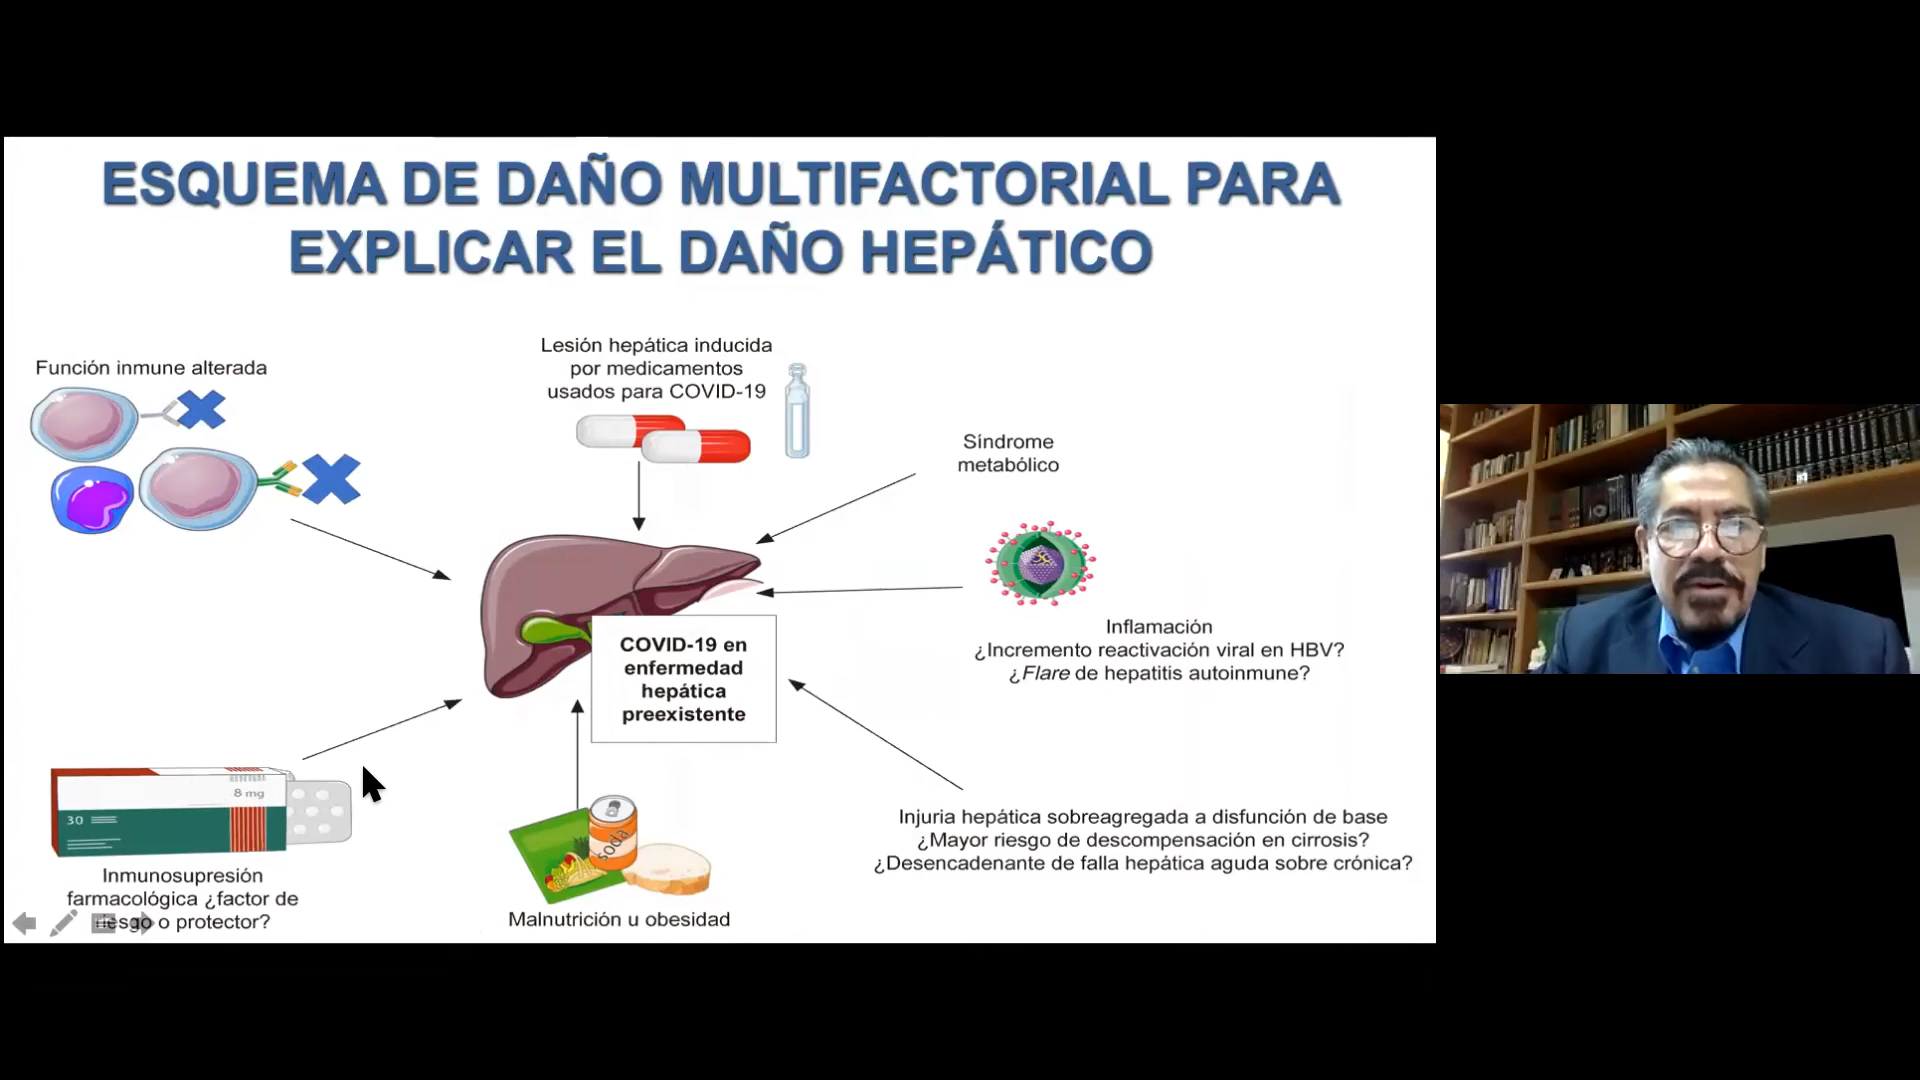 ESQUEMA DE DAÑO MULTIFACTORIAL PARA
EXPLICAR EL DAÑO HEPÁTICO
Función inmune alterada
Lesión hepática inducida
por medicamentos
usados para COVID-19
Síndrome
metabólico
Inflamación
¿Incremento reactivación viral en HBV?
¿Flare de hepatitis autoinmune?
COVID-19 en
enfermedad
hepática
preexistente
8 mg
30
Inmunosupresión
farmacológica ¿factor de
riesgo o protector?
soda
Malnutrición u obesidad
Injuria hepática sobreagregada a disfunción de base
¿Mayor riesgo de descompensación en cirrosis?
¿Desencadenante de falla hepática aguda sobre crónica?